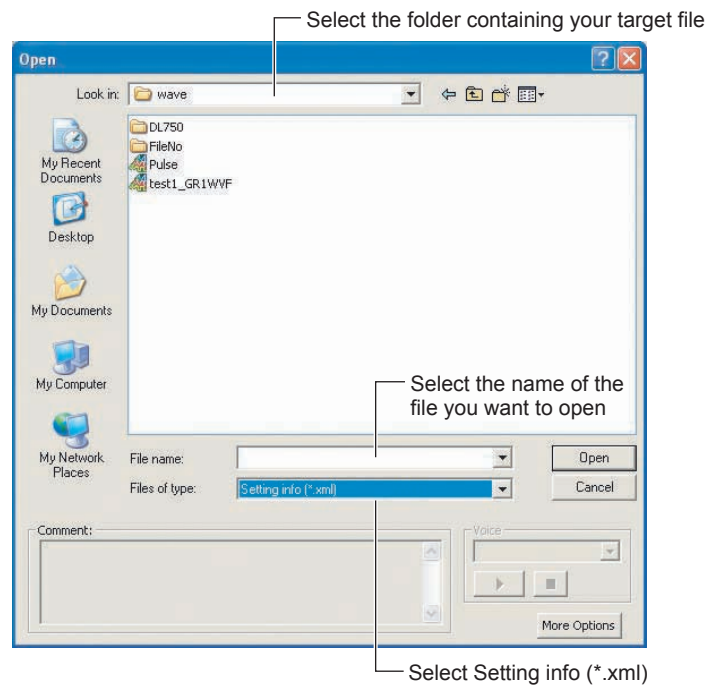 Select the folder containing your target file
Open
Look in:
wave
DL750
FileNo
Pulse
test1_GR1WVF
My Recent
Documents
Desktop
My Documents
My Computer
My Network
Places
Select the name of the
file you want to open
File name:
Open
Files of type:
Setting info (*.xml)
Cancel
Comment:
Voice
More Options
Select Setting info (*.xml)